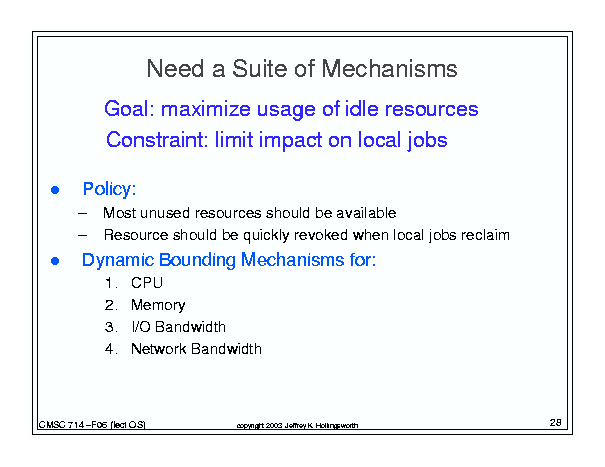 Need a Suite of Mechanisms
Goal: maximize usage of idle resources
Constraint: limit impact on local jobs
● Policy:
– Most unused resources should be available
– Resource should be quickly revoked when local jobs reclaim
● Dynamic Bounding Mechanisms for:
1. CPU
2. Memory
3. I/O Bandwidth
4. Network Bandwidth
CMSC 714 –F06 (lect OS) copyright 2003 Jeffrey K. Hollingsworth 28